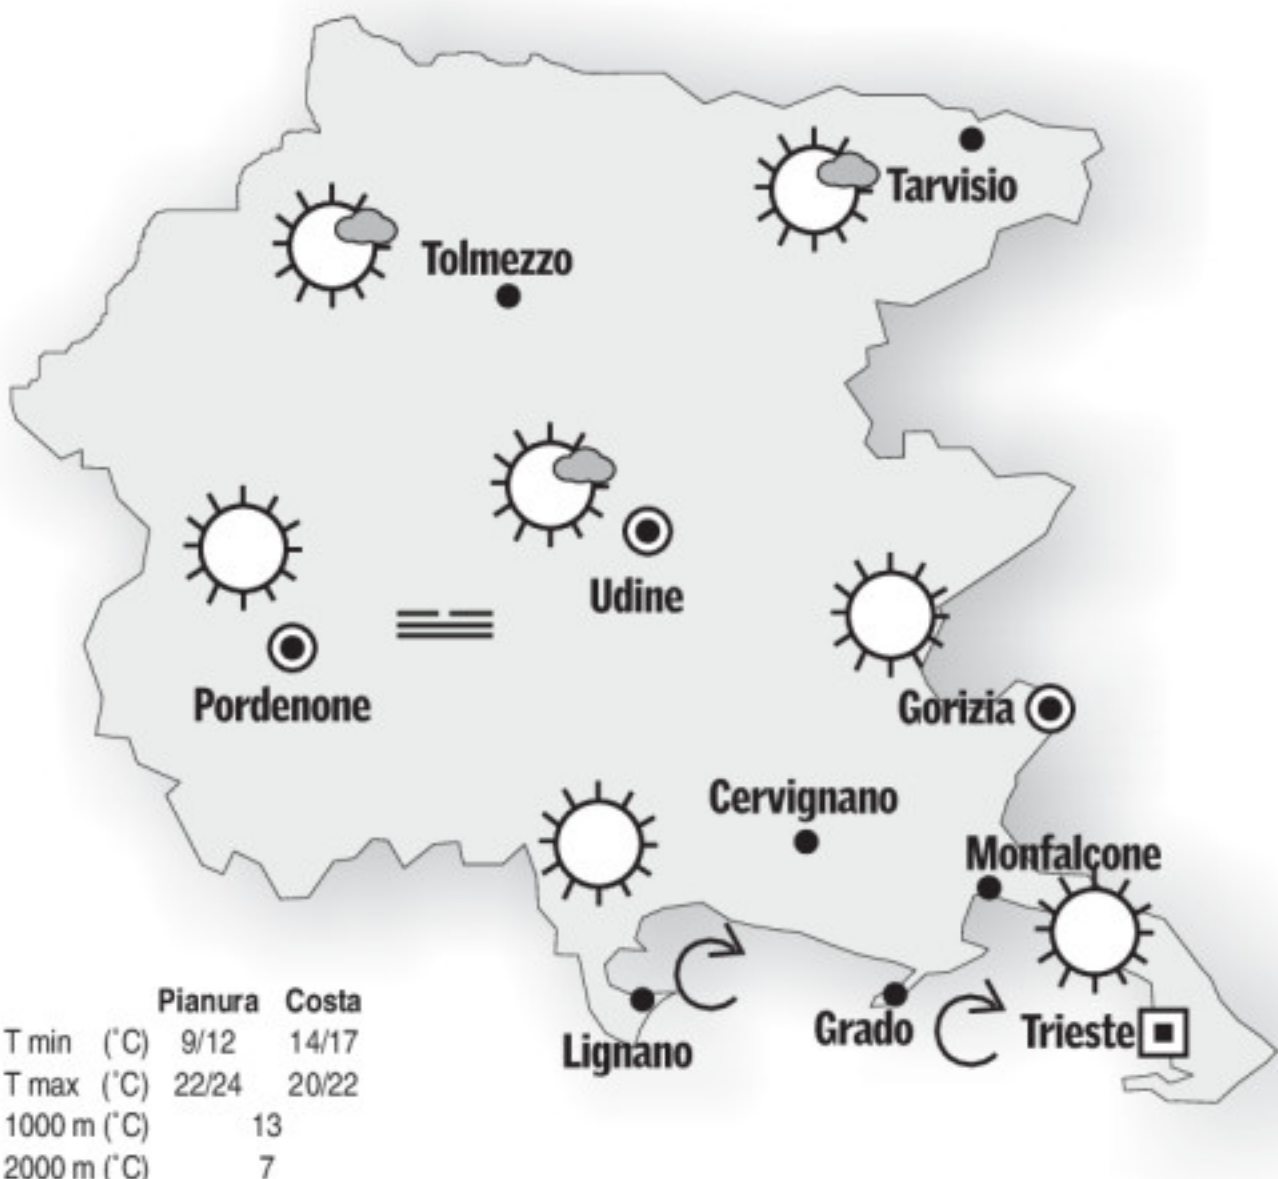 Tarvisio
Tolmezzo
Udine
Pordenone
Gorizia
Cervignano
Monfalcone
Lignano
Grado
Trieste
Pianura Costa
T min (˚C) 9/12 14/17
T max (˚C) 22/24 20/22
1000 m (˚C) 13
2000 m (˚C) 7